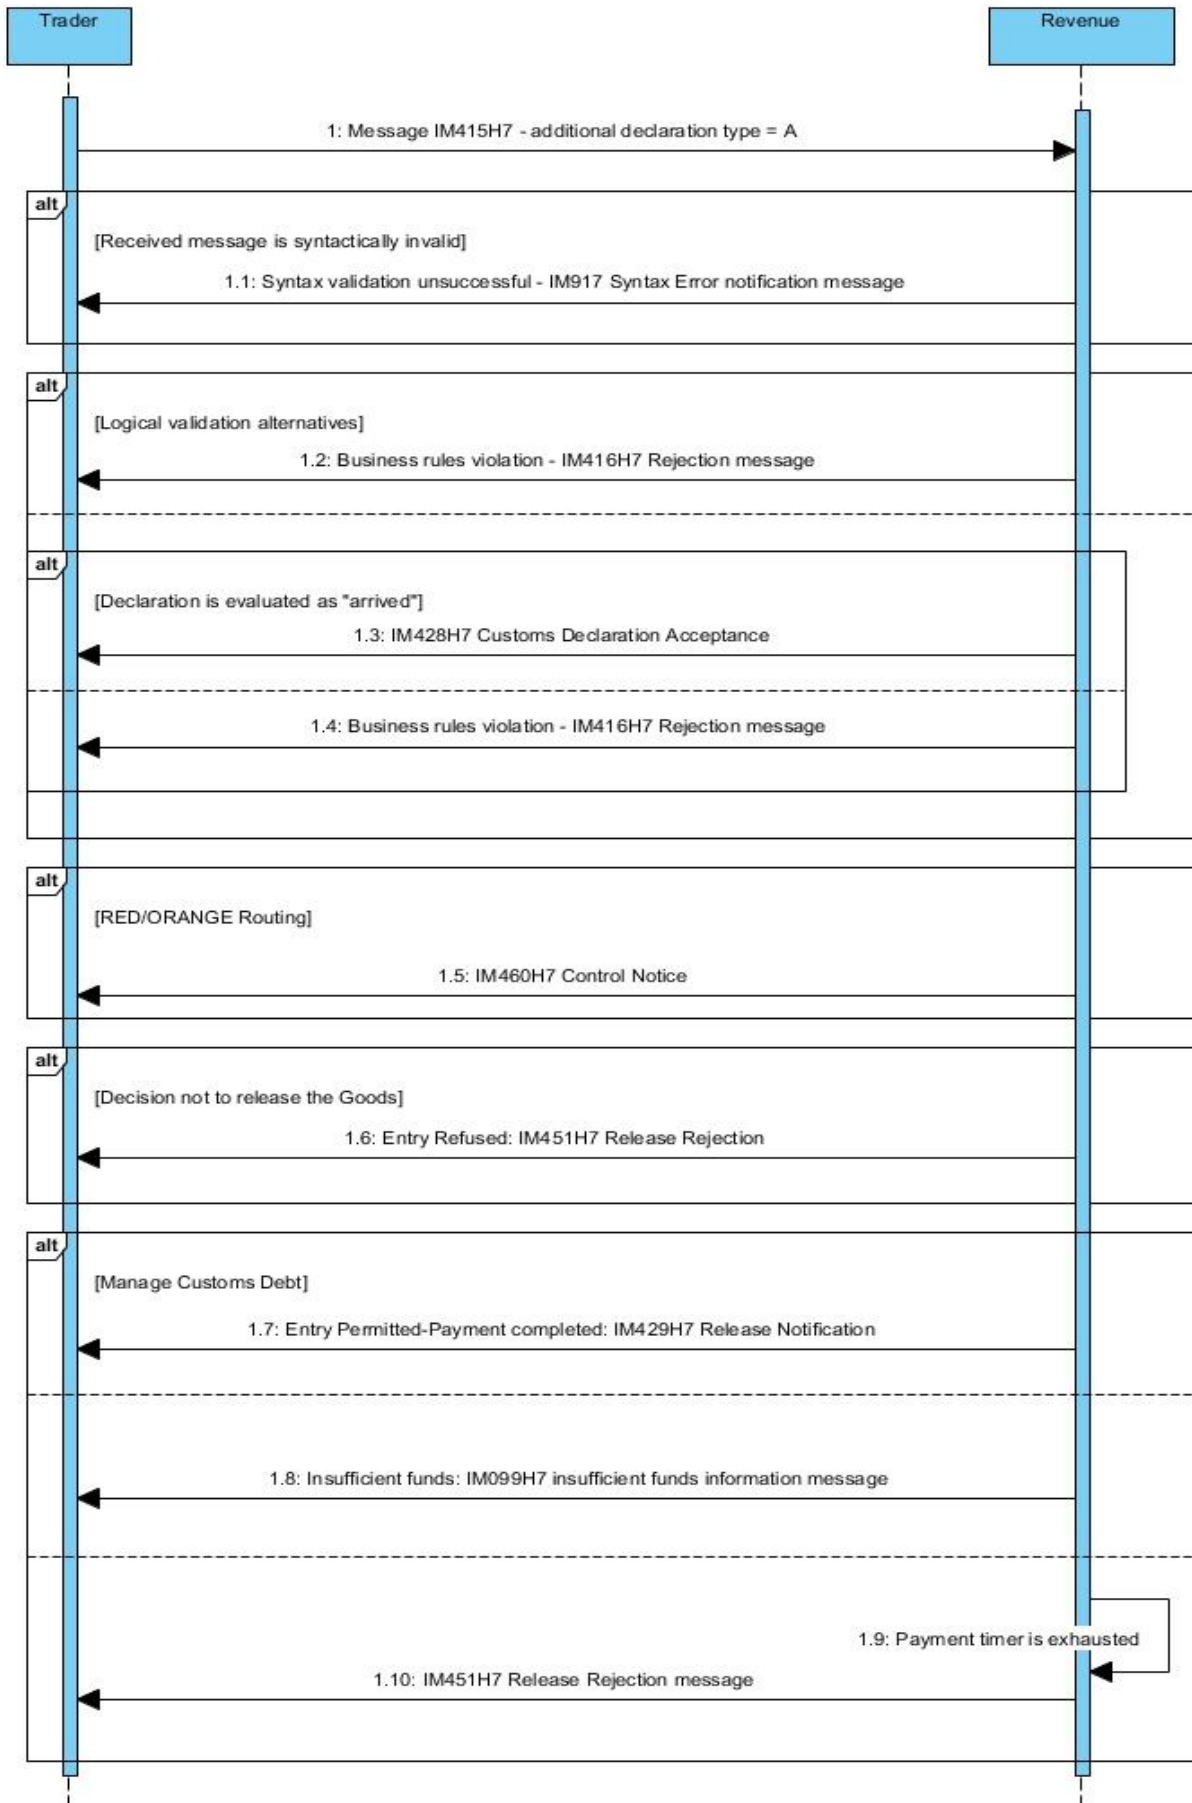 Trader
Revenue
1: Message IM415H7 - additional declaration type = A
alt
[Received message is syntactically invalid]
1.1: Syntax validation unsuccessful - IM917 Syntax Error notification message
alt
[Logical validation alternatives]
1.2: Business rules violation - IM416H7 Rejection message
alt
[Declaration is evaluated as "arrived"]
1.3: IM428H7 Customs Declaration Acceptance
1.4: Business rules violation - IM416H7 Rejection message
alt
[RED/ORANGE Routing]
1.5: IM460H7 Control Notice
alt
[Decision not to release the Goods]
1.6: Entry Refused: IM451H7 Release Rejection
alt
[Manage Customs Debt]
1.7: Entry Permitted-Payment completed: IM429H7 Release Notification
1.8: Insufficient funds: IM099H7 insufficient funds information message
1.9: Payment timer is exhausted
1.10: IM451H7 Release Rejection message